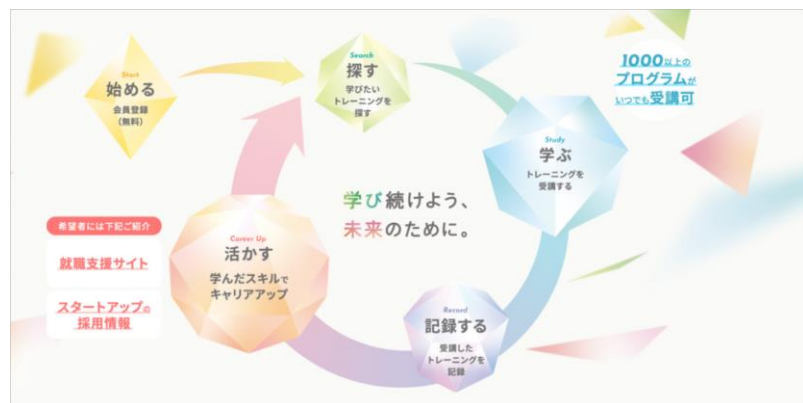 Start
始める
会員登録
（無料）
Search
探す
学びたい
トレーニングを
探す
1000以上の
プログラムが
いつでも受講可
Study
学ぶ
トレーニングを
受講する
学び続けよう、
未来のために。
希望者には下記ご紹介
就職支援サイト
スタートアップの
採用情報
Career Up
活かす
学んだスキルで
キャリアアップ
Record
記録する
受講した
トレーニングを
記録